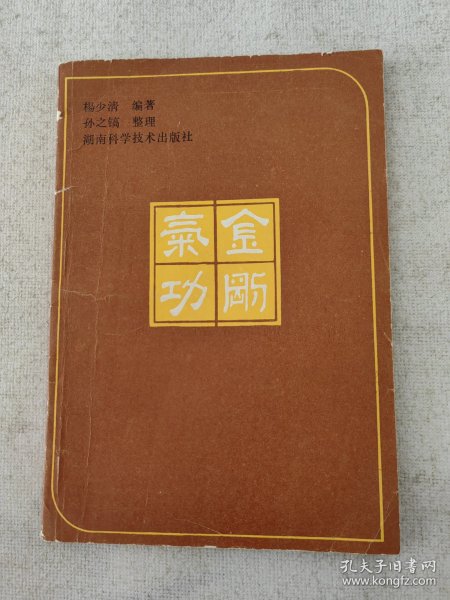 杨少清 编著
孙之镐 整理
湖南科学技术出版社
金剛
氣功
孔夫子旧书网
www.kongfz.com